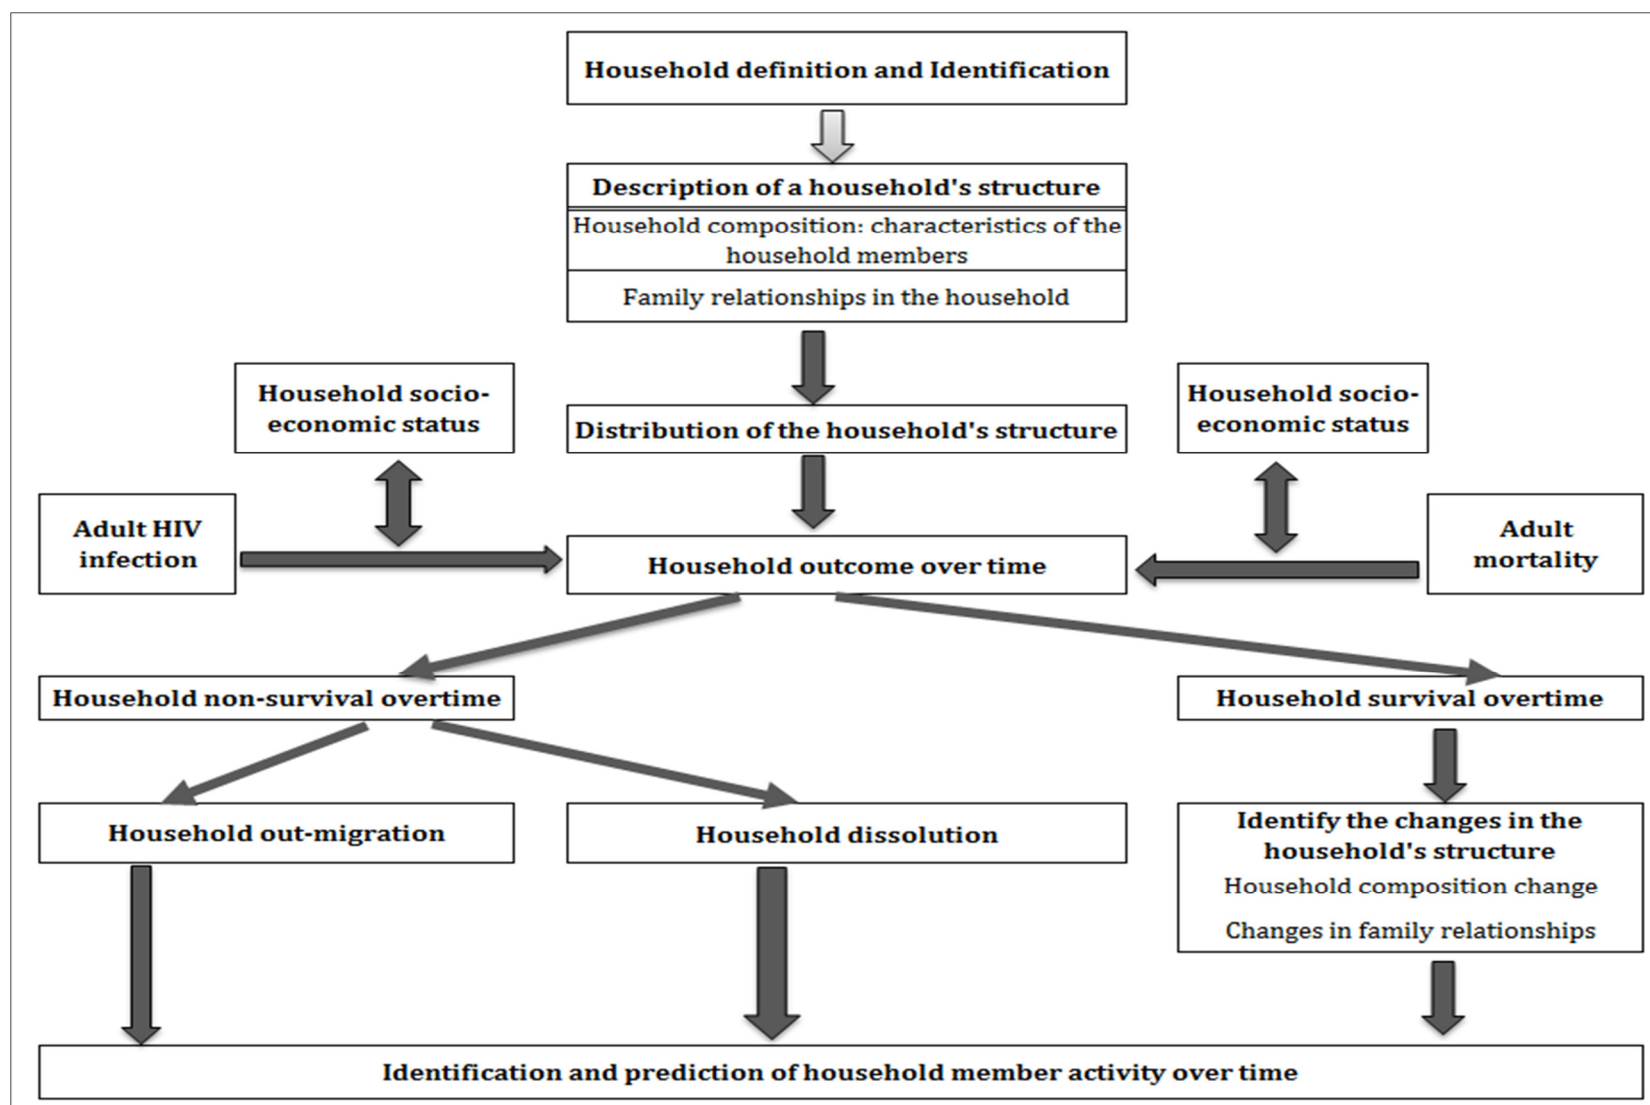 Household definition and Identification
Description of a household's structure
Household composition: characteristics of the
household members
Family relationships in the household
Household socio-
economic status
Distribution of the household's structure
Household socio-
economic status
Adult HIV
infection
Household outcome over time
Adult
mortality
Household non-survival overtime
Household survival overtime
Household out-migration
Household dissolution
Identify the changes in the
household's structure
Household composition change
Changes in family relationships
Identification and prediction of household member activity over time